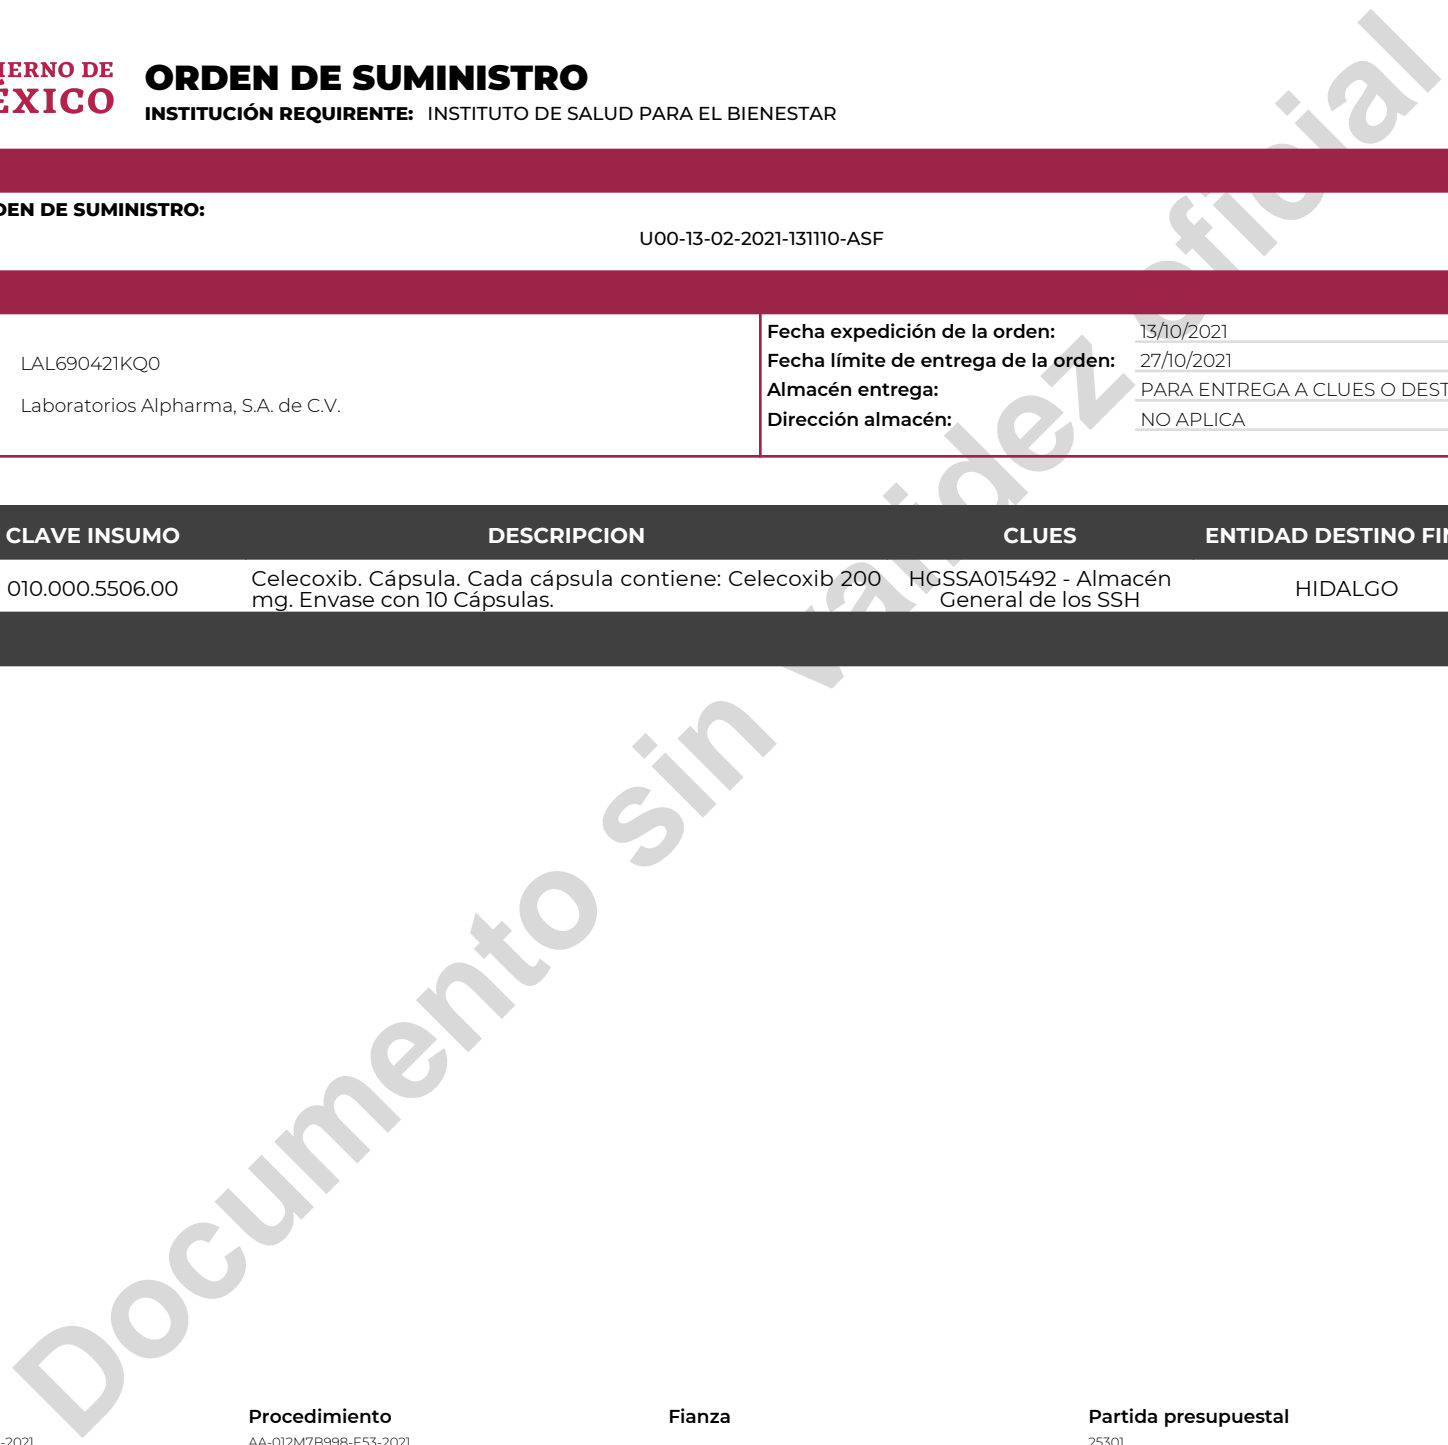 IERNO DE
ÉXICO
ORDEN DE SUMINISTRO
INSTITUCIÓN REQUIRENTE: INSTITUTO DE SALUD PARA EL BIENESTAR
DEN DE SUMINISTRO:
U00-13-02-2021-131110-ASF
LAL690421KQ0
Laboratorios Alpharma, S.A. de C.V.
Fecha expedición de la orden: 13/10/2021
Fecha límite de entrega de la orden: 27/10/2021
Almacén entrega: PARA ENTREGA A CLUES O DEST
Dirección almacén: NO APLICA
CLAVE INSUMO DESCRIPCION CLUES ENTIDAD DESTINO FIN
010.000.5506.00
Celecoxib. Cápsula. Cada cápsula contiene: Celecoxib 200
mg. Envase con 10 Cápsulas.
HGSSA015492 - Almacén
General de los SSH
HIDALGO
Documento sin validez oficial
Procedimiento Fianza Partida presupuestal
-2021 AA-012M7B998-E53-2021 25301